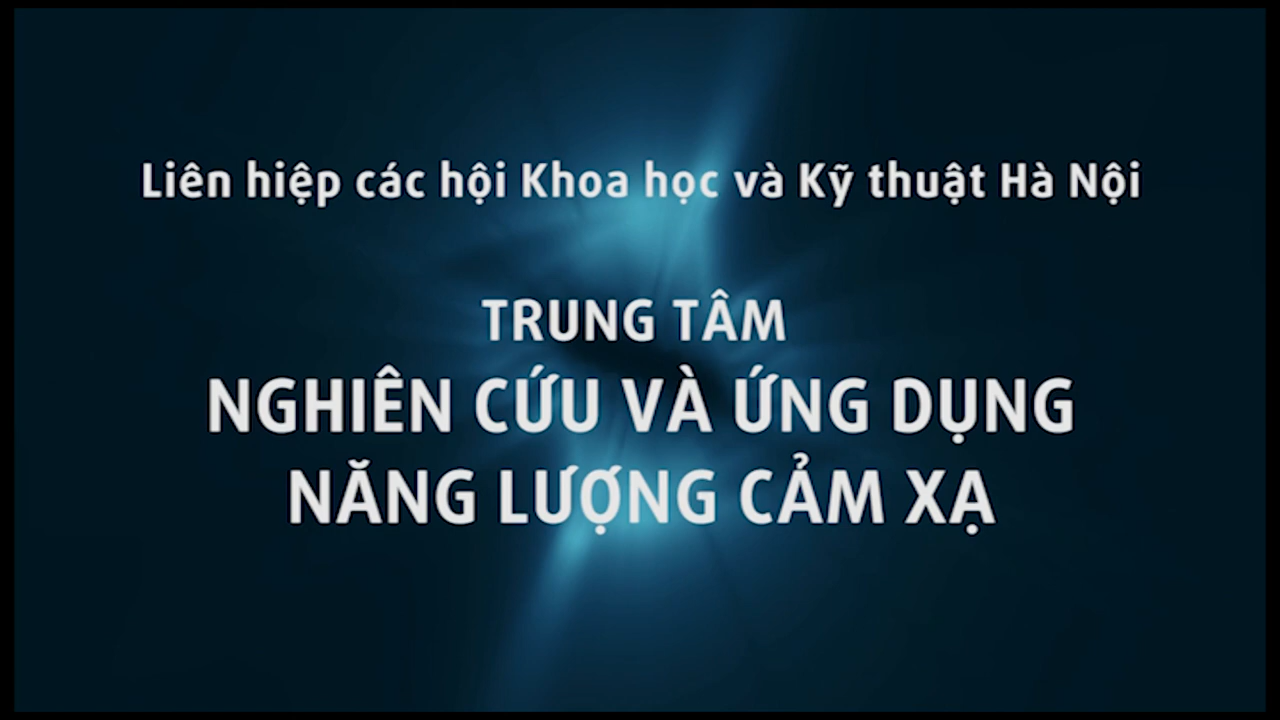 Liên hiệp các hội Khoa học và Kỹ thuật Hà Nội
TRUNG TÂM
NGHIÊN CỨU VÀ ỨNG DỤNG
NĂNG LƯỢNG CẢM XẠ